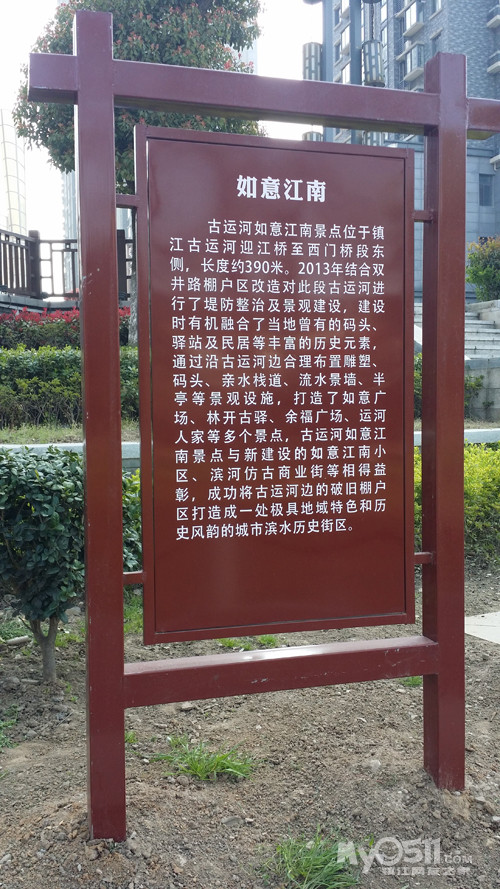 如意江南
古运河如意江南景点位于镇
江古运河迎江桥至西门桥段东
侧，长度约390米。2013年结合双
井路棚户区改造对此段古运河进
行了堤防整治及景观建设，建设
时有机融合了当地曾有的码头、
驿站及民居等丰富的历史元素，
通过沿古运河边合理布置雕塑、
码头、亲水栈道、流水景墙、半
亭等景观设施，打造了如意广
场、林开古驿、余福广场、运河
人家等多个景点，古运河如意江
南景点与新建设的如意江南小
区、滨河仿古商业街等相得益
彰，成功将古运河边的破旧棚户
区打造成一处极具地域特色和历
史风韵的城市滨水历史街区。
My0511.COM
镇江网友之家